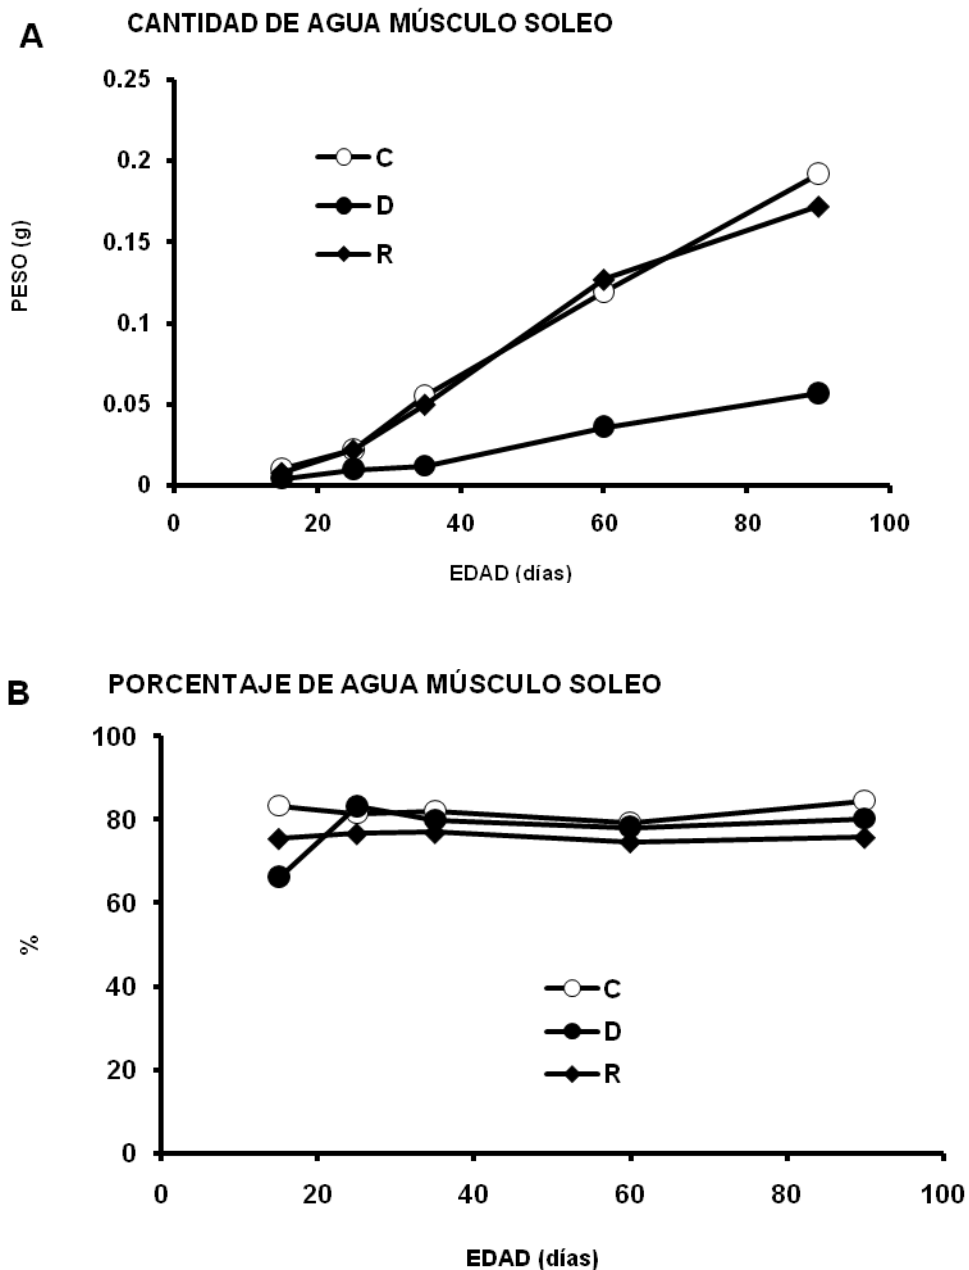 A
CANTIDAD DE AGUA MÚSCULO SOLEO
0.25
0.2
0.15
0.1
0.05
0
PESO (g)
C
D
R
0 20 40 60 80 100
EDAD (días)
B
PORCENTAJE DE AGUA MÚSCULO SOLEO
100
80
60
40
20
0
%
C
D
R
0 20 40 60 80 100
EDAD (días)